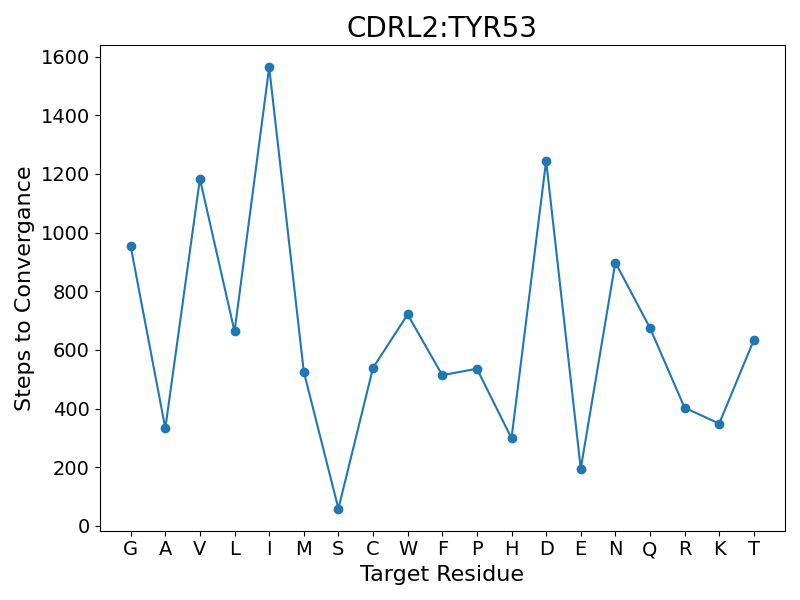 CDRL2:TYR53
Steps to Convergance
1600
1400
1200
1000
800
600
400
200
0
G A V L I M S C W F P H D E N Q R K T
Target Residue